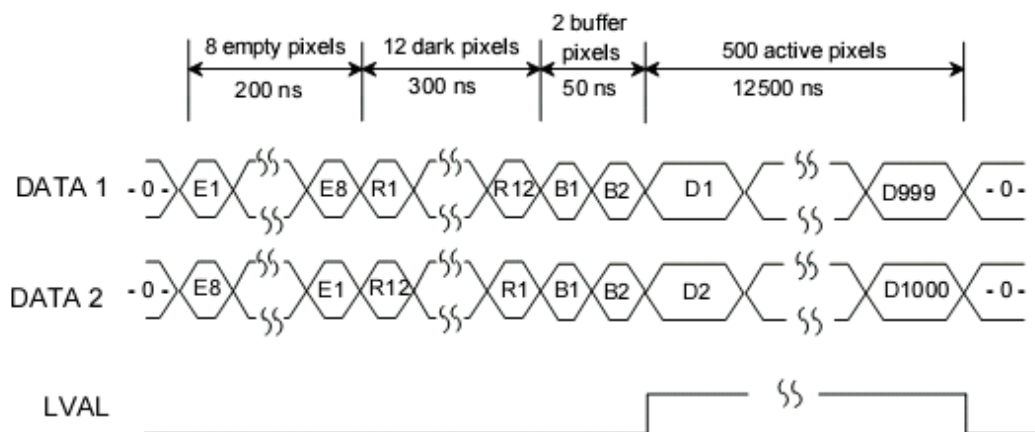 8 empty pixels
12 dark pixels
2 buffer
pixels
500 active pixels
200 ns
300 ns
50 ns
12500 ns
DATA 1 - 0 - E1 E8 R1 R12 B1 B2 D1 D999 - 0 -
DATA 2 - 0 - E8 E1 R12 R1 B1 B2 D2 D1000 - 0 -
LVAL